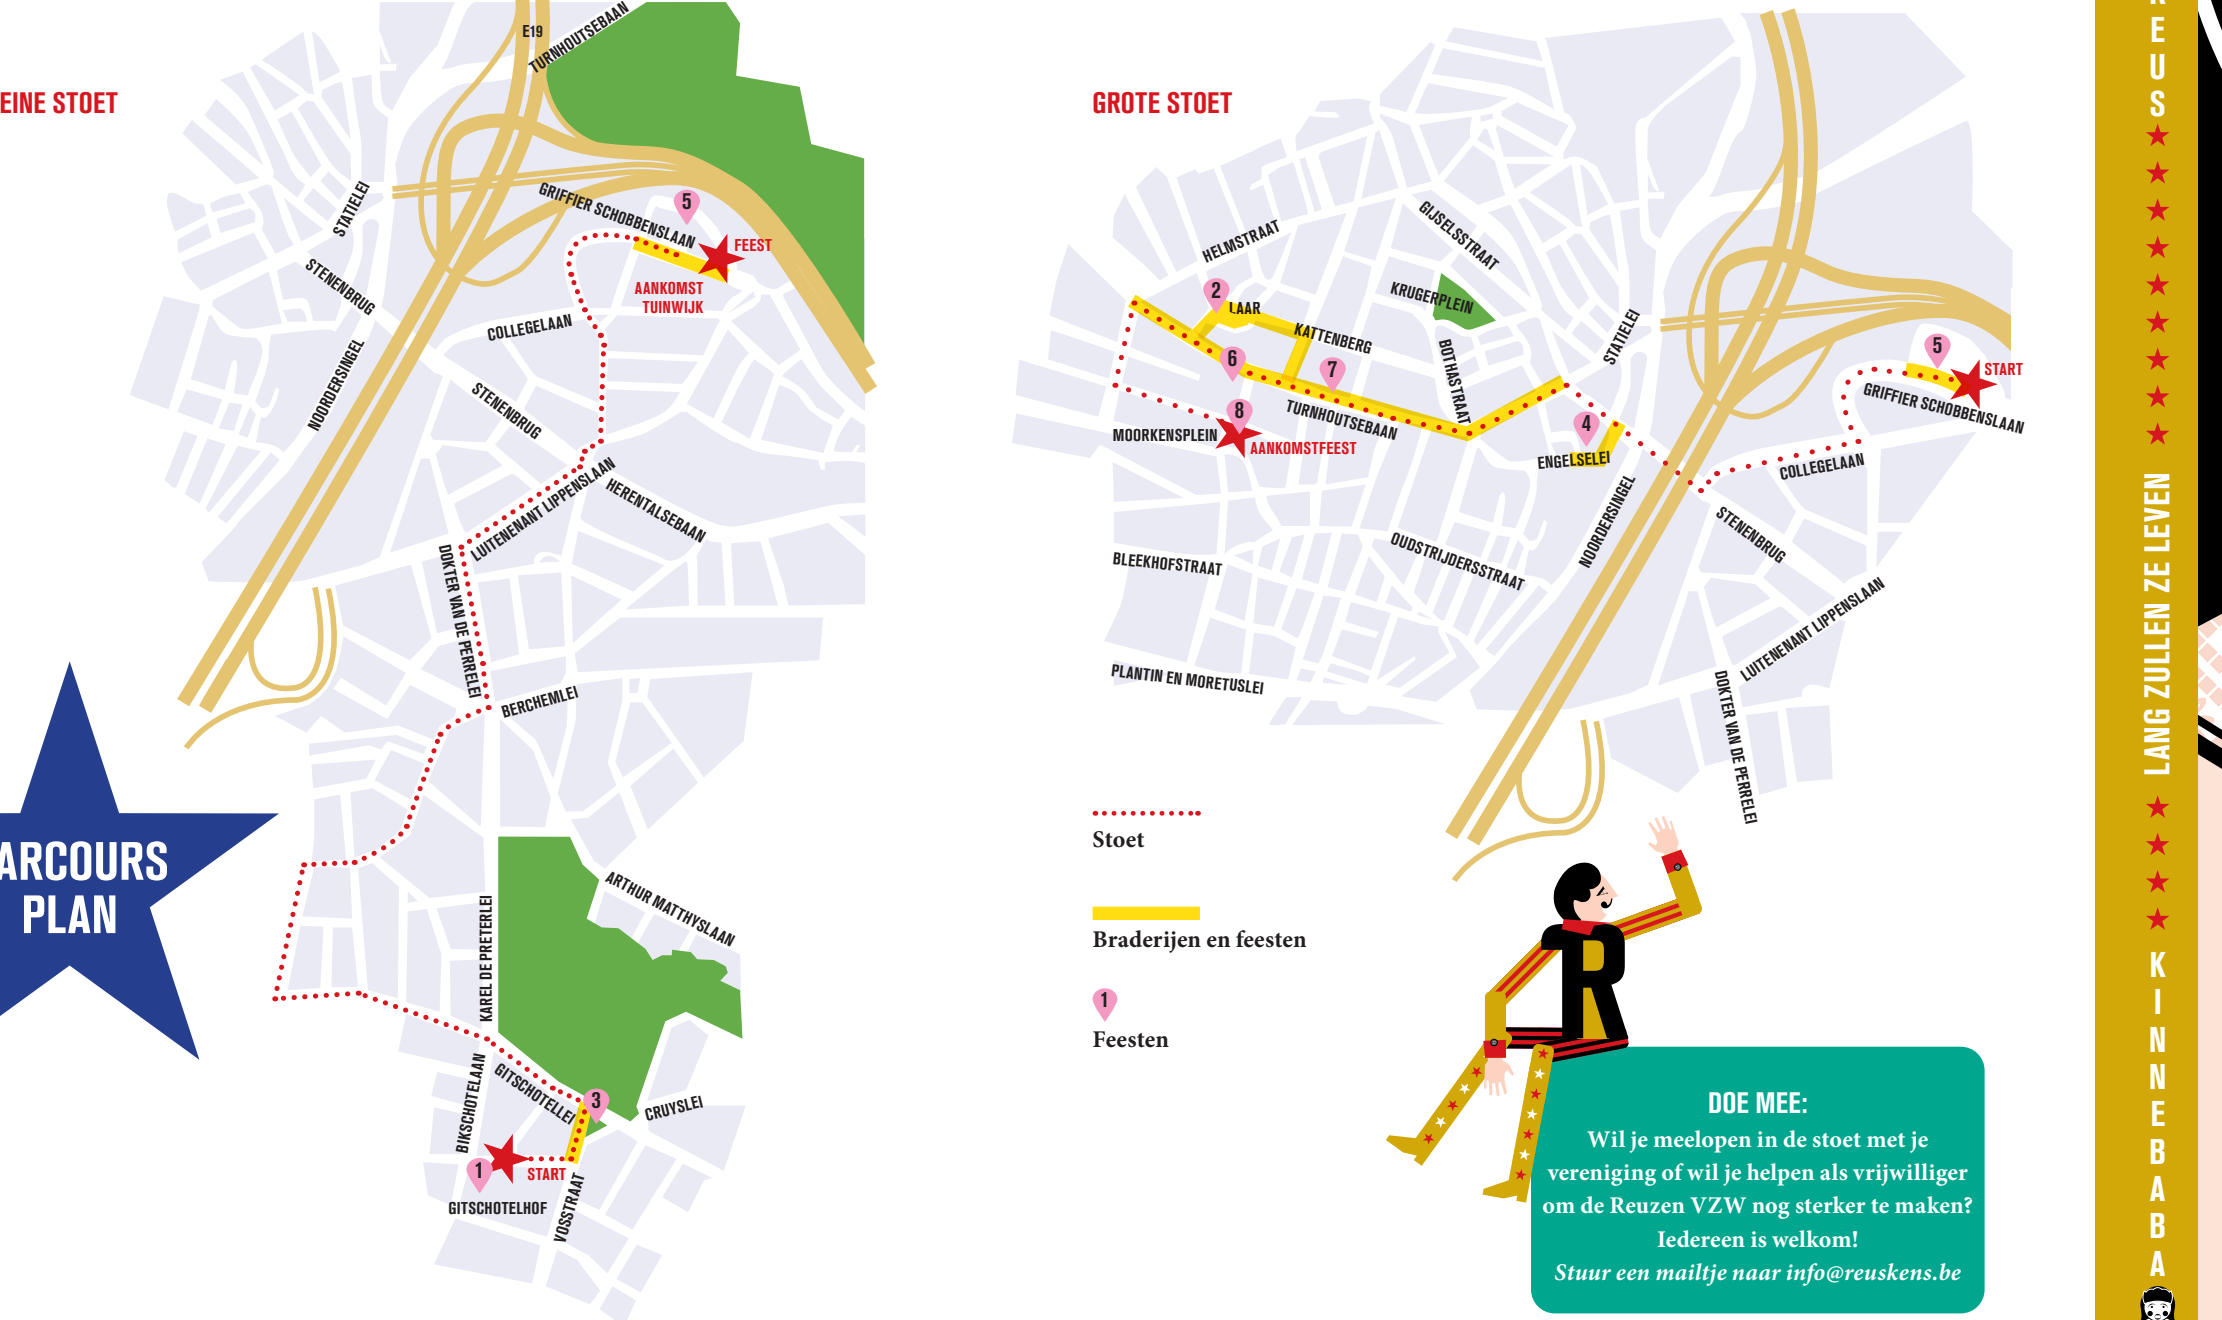 EINE STOET
E19
TURNHOUTSEBAAN
STATIELEI
GRIFFIER SCHOBBENSLAAN
5
FEEST
AANKOMST
TUINWIJK
STENENBRUG
COLLEGELAAN
NOORDERSINGEL
STENENBRUG
LUITENENANT LIPPENSLAAN
HERENTALSEBAAN
DOKTER VAN DE PERRELEI
BERCHEMLEI
ARCOURS
PLAN
ARTHUR MATTHYSLAAN
KAREL DE PRETERLEI
BIKSCHOTELAAN
GITSCHOTELLEI
3
CRUYSLEI
1
START
GITSCHOTELHOF
VOSSTRAAT
GROTE STOET
HELMSTRAAT
GIJSELSSTRAAT
KRUGERPLEIN
2
LAAR
KATTENBERG
STATIELEI
6
7
BOTHASTRAAT
5
START
GRIFFIER SCHOBBENSLAAN
8
TURNHOUTSEBAAN
4
MOORKENSPLEIN
AANKOMSTFEEST
ENGELSELEI
COLLEGELAAN
NOORDERSINGEL
STENENBRUG
BLEEKHOFSTRAAT
OUDSTRIJDERSSTRAAT
LUITENENANT LIPPENSLAAN
PLANTIN EN MORETUSLEI
DOKTER VAN DE PERRELEI
Stoet
Braderijen en feesten
1
Feesten
R
DOE MEE:
Wil je meelopen in de stoet met je
vereniging of wil je helpen als vrijwilliger
om de Reuzen VZW nog sterker te maken?
Iedereen is welkom!
Stuur een mailtje naar info@reuskens.be
EUS
LANG ZULLEN ZE LEVEN
KINNEBABA